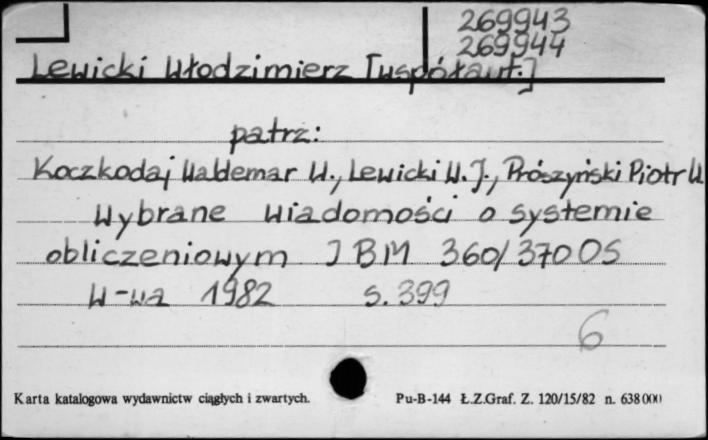 269943
269944
Lewicki Włodzimierz [współaut.]
patrz:
Koczkodaj Waldemar W., Lewicki W. J., Prószyński Piotr W
Wybrane wiadomości o systemie
obliczeniowym IBM 360/370 OS
W-wa 1982 s. 399
6
Karta katalogowa wydawnictw ciągłych i zwartych. Pu-B-144 Ł.Z.Graf. Z. 120/15/82 n. 638000